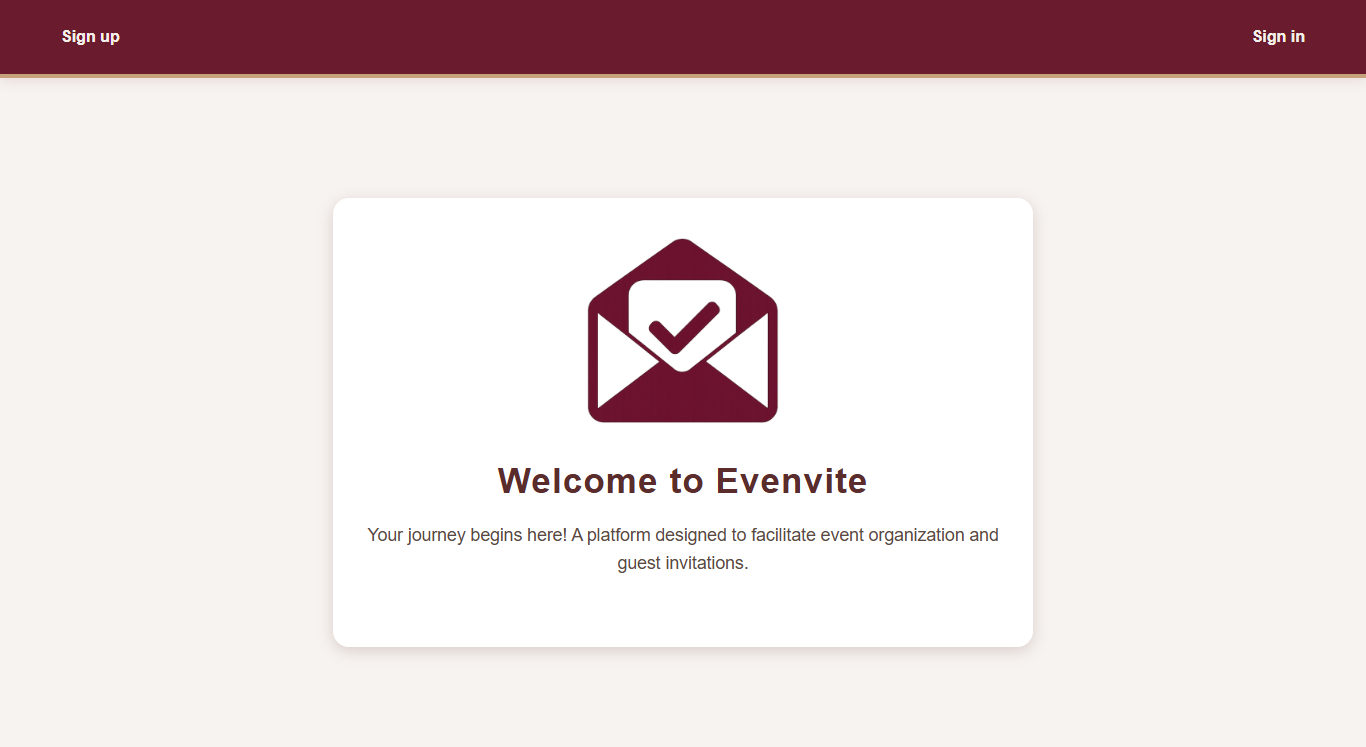 Sign up
Sign in
Welcome to Evenvite
Your journey begins here! A platform designed to facilitate event organization and
guest invitations.